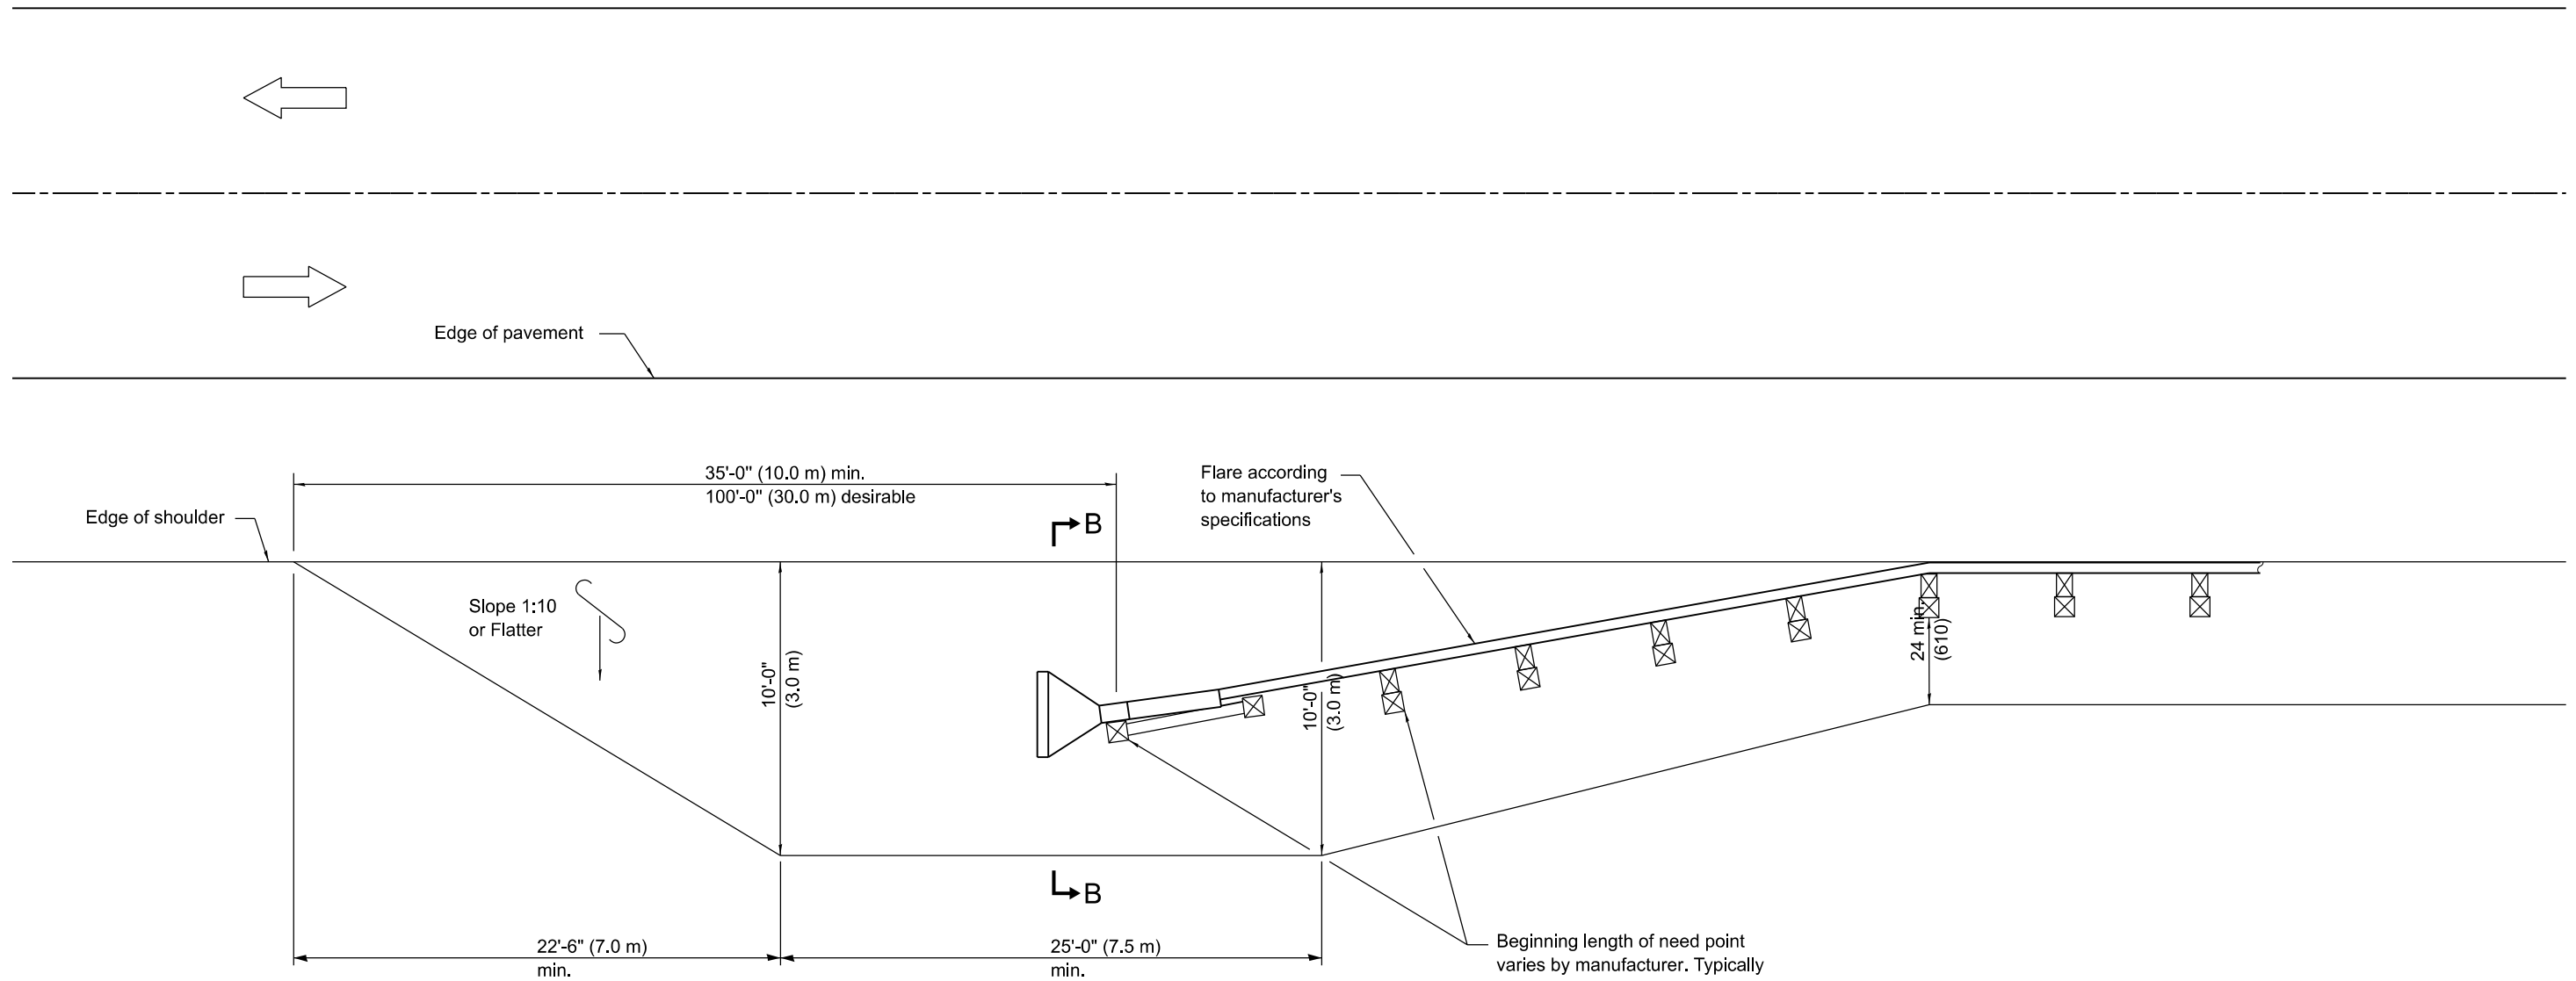 Edge of pavement
35'-0" (10.0 m) min.
100'-0" (30.0 m) desirable
Flare according
to manufacturer's
specifications
Edge of shoulder
B
Slope 1:10
or Flatter
10'-0"
(3.0 m)
10'-0"
(3.0 m)
24 min.
(610)
B
22'-6" (7.0 m)
min.
25'-0" (7.5 m)
min.
Beginning length of need point
varies by manufacturer. Typically